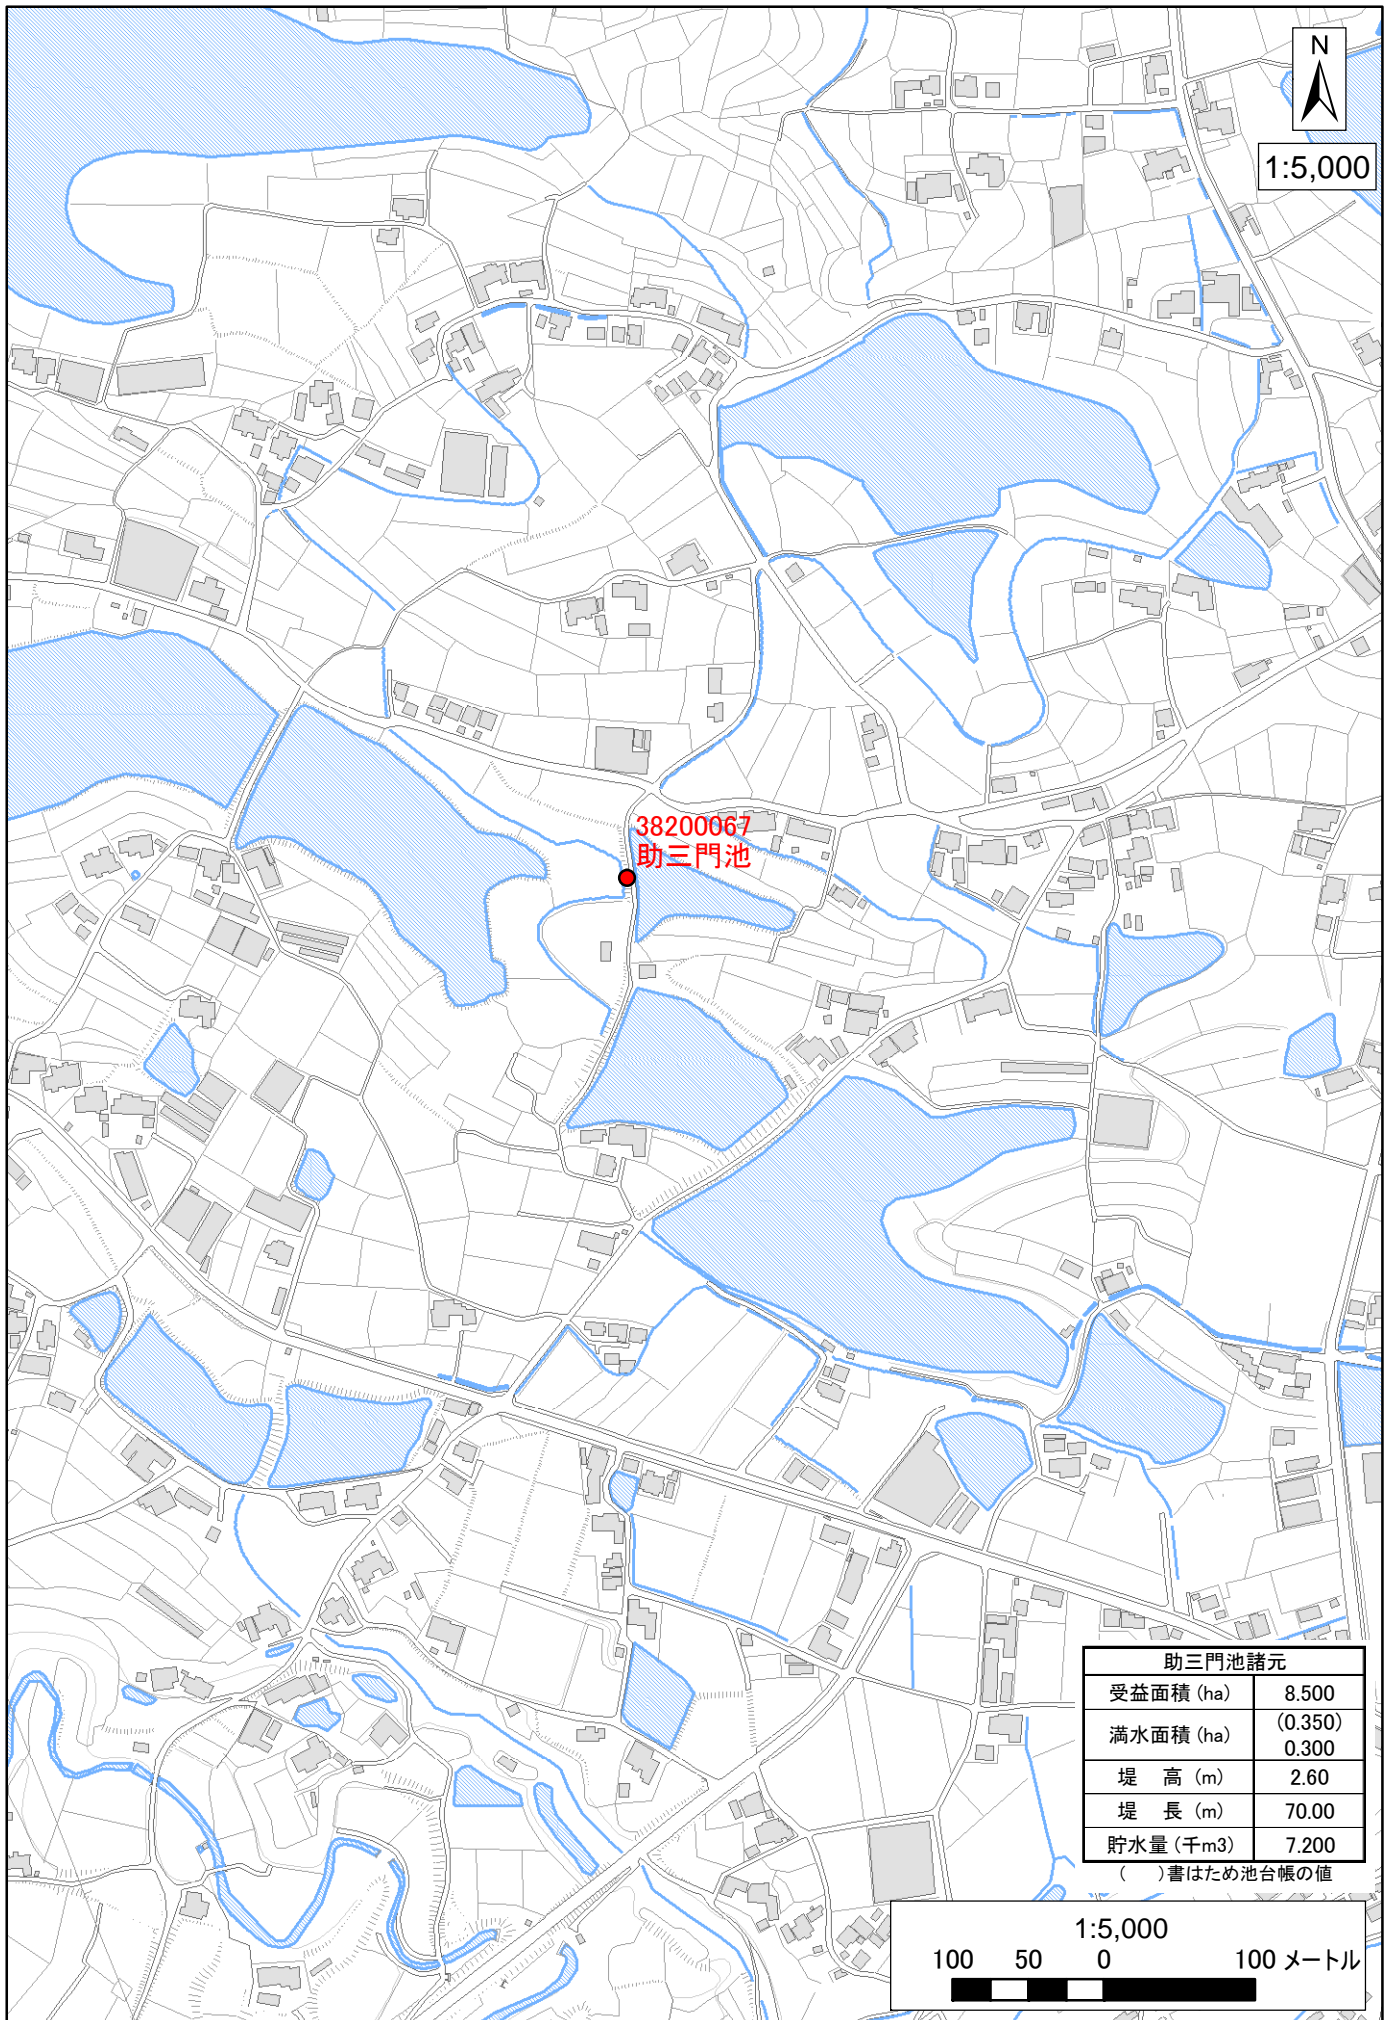 N
1:5,000
38200067
助三門池
助三門池諸元
受益面積 (ha) 8.500
満水面積 (ha) (0.350) 0.300
堤 高 (m) 2.60
堤 長 (m) 70.00
貯水量 (千m3) 7.200
( )書はため池台帳の値
1:5,000
100 50 0 100 メートル